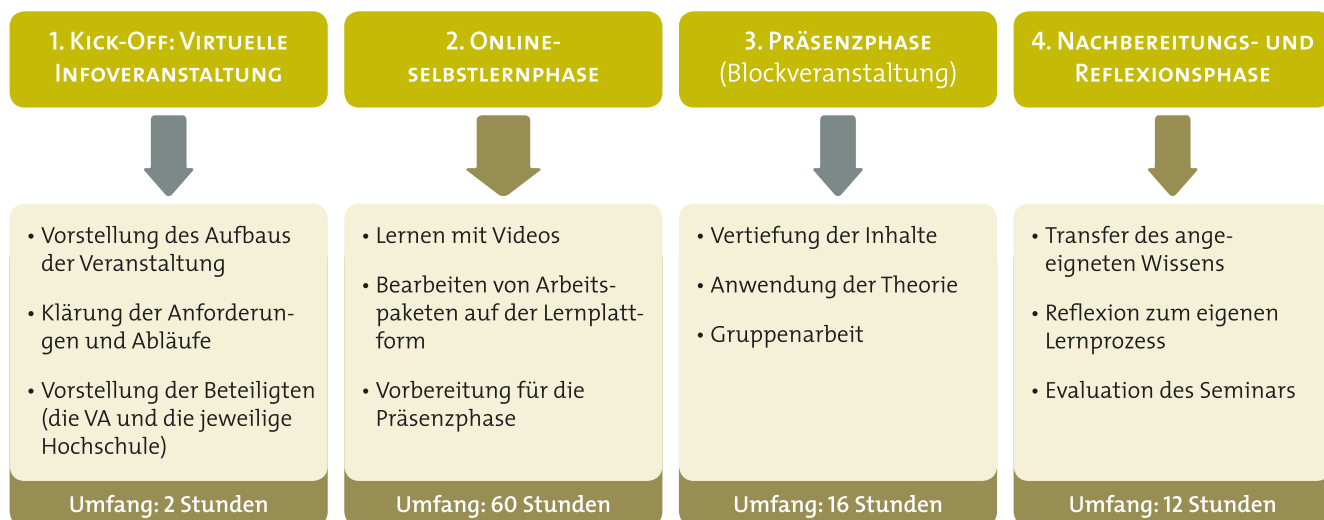 1. Kick-Off: Virtuelle
Infoveranstaltung
• Vorstellung des Aufbaus
der Veranstaltung
• Klärung der Anforderun-
gen und Abläufe
• Vorstellung der Beteiligten
(die VA und die jeweilige
Hochschule)
Umfang: 2 Stunden
2. Online-
selbstlernphase
• Lernen mit Videos
• Bearbeiten von Arbeits-
paketen auf der Lernplatt-
form
• Vorbereitung für die
Präsenzphase
Umfang: 60 Stunden
3. Präsenzphase
(Blockveranstaltung)
• Vertiefung der Inhalte
• Anwendung der Theorie
• Gruppenarbeit
Umfang: 16 Stunden
4. Nachbereitungs- und
Reflexionsphase
• Transfer des ange-
eigneten Wissens
• Reflexion zum eigenen
Lernprozess
• Evaluation des Seminars
Umfang: 12 Stunden